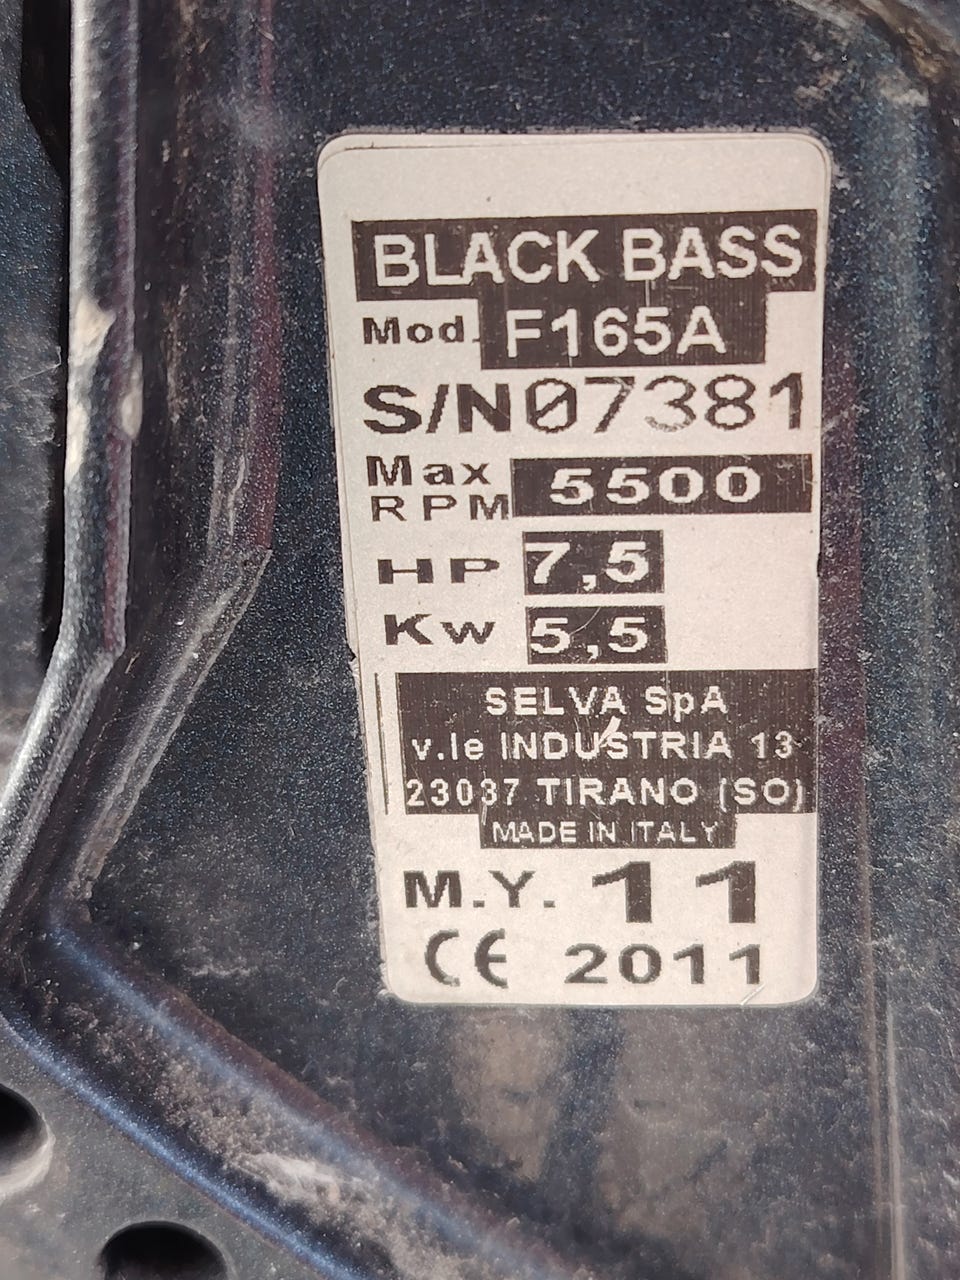 BLACK BASS
Mod. F165A
S/N07381
Max RPM 5500
HP 7,5
Kw 5,5
SELVA SpA
v.le INDUSTRIA 13
23037 TIRANO (SO)
MADE IN ITALY
M.Y. 11
CE 2011